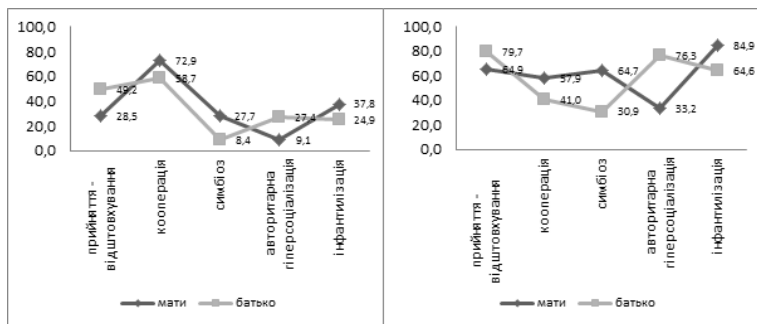 100,0
80,0
60,0
40,0
20,0
0,0
49,2
28,5
72,9
58,7
27,7
8,4
27,4
9,1
37,8
24,9
прийняття -
відштовхування
кооперація
симбіоз
авторитарна
гіперсоціалізація
інфантилізація
мати
батько
100,0
80,0
60,0
40,0
20,0
0,0
79,7
64,9
57,9
41,0
64,7
30,9
76,3
33,2
84,9
64,6
прийняття -
відштовхування
кооперація
симбіоз
авторитарна
гіперсоціалізація
інфантилізація
мати
батько